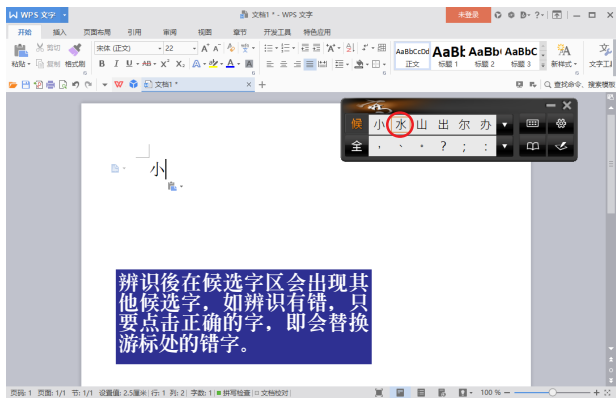 WPS 文字
文档1 * - WPS 文字
未登录
开始 插入 页面布局 引用 审阅 视图 章节 开发工具 特色应用
粘贴 剪切 复制 格式刷
宋体 (正文) 22
B I U AB X² X₂
AaBbCcDd AaBb AaBb AaBbC
正文 标题 1 标题 2 标题 3 新样式 文字工具
W 文档1 * × +
查找命令、搜索模板
候 小 水 山 出 尔 办
全 , 、 。 ? ; :
小
辨识後在候选字区会出现其
他候选字，如辨识有错，只
要点击正确的字，即会替换
游标处的错字。
页码: 1 页面: 1/1 节: 1/1 设置值: 2.5厘米 行: 1 列: 2 字数: 1 拼写检查 文档校对 100 %